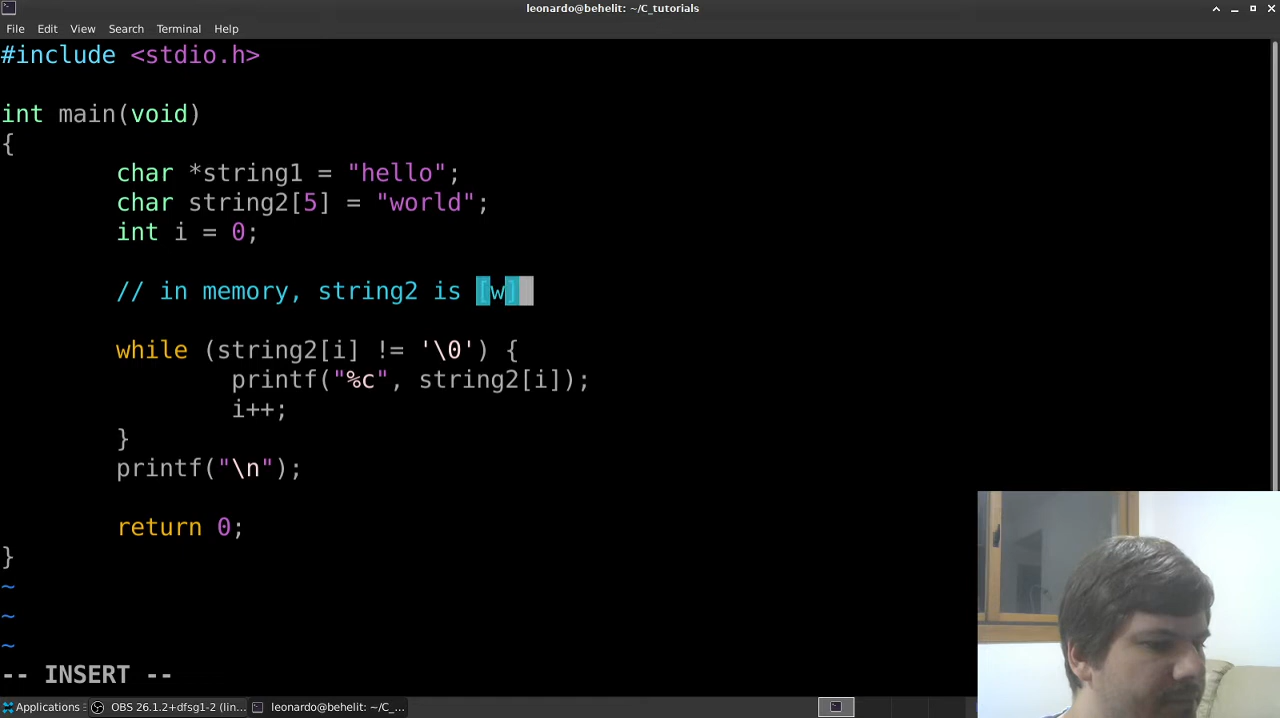 leonardo@behelit: ~/C_tutorials
File Edit View Search Terminal Help
#include <stdio.h>
int main(void)
{
char *string1 = "hello";
char string2[5] = "world";
int i = 0;
// in memory, string2 is [w]
while (string2[i] != '\0') {
printf("%c", string2[i]);
i++;
}
printf("\n");
return 0;
}
~
~
~
-- INSERT --
Applications OBS 26.1.2+dfsg1-2 (lin... leonardo@behelit: ~/C_...